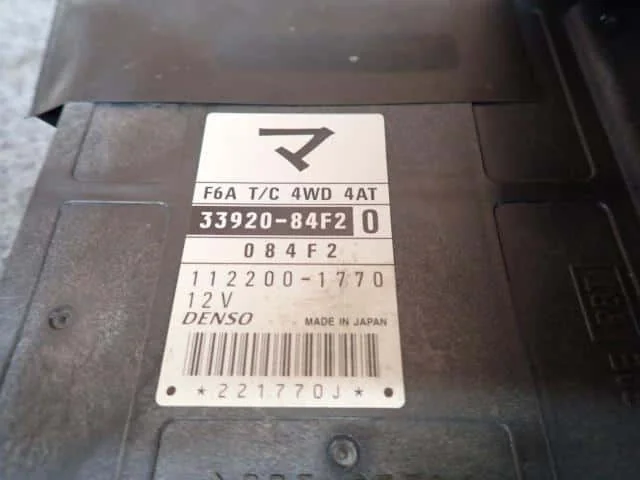 マ
F6A T/C 4WD 4AT
33920-84F2 0
084F2
112200-1770
12V
DENSO MADE IN JAPAN
*221770J*